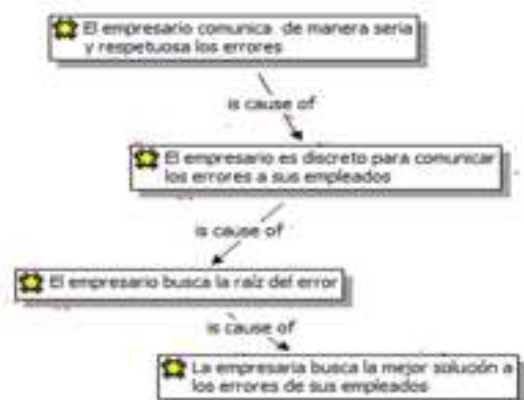 El empresario comunica de manera seria
y respetuosa los errores
is cause of
El empresario es discreto para comunicar
los errores a sus empleados
is cause of
El empresario busca la raíz del error
is cause of
La empresaria busca la mejor solución a
los errores de sus empleados